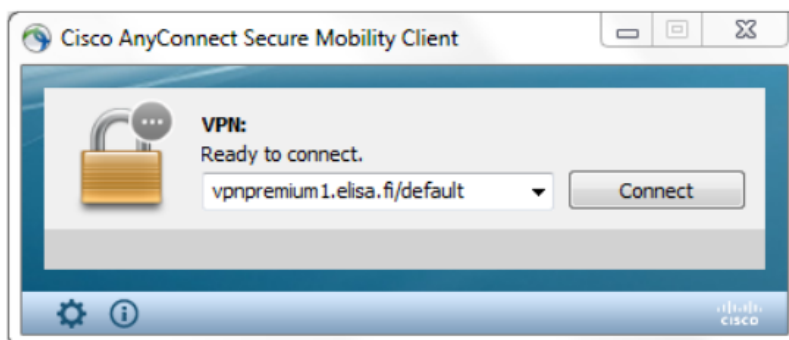 Cisco AnyConnect Secure Mobility Client
VPN:
Ready to connect.
vpnpremium1.elisa.fi/default
Connect
CISCO